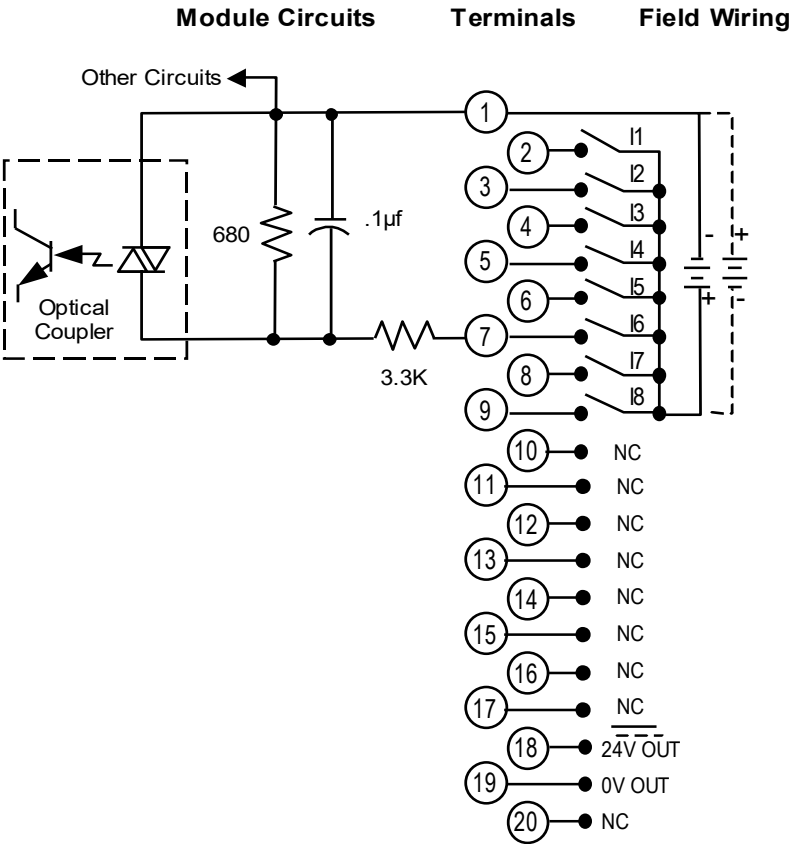 Module Circuits Terminals Field Wiring
Other Circuits
1
2 I1
3 I2
680 .1µf 4 I3
5 I4
- +
Optical
Coupler
6 I5
+ -
7 I6
3.3K
8 I7
9 I8
10 NC
11 NC
12 NC
13 NC
14 NC
15 NC
16 NC
17 NC
18 24V OUT
19 0V OUT
20 NC